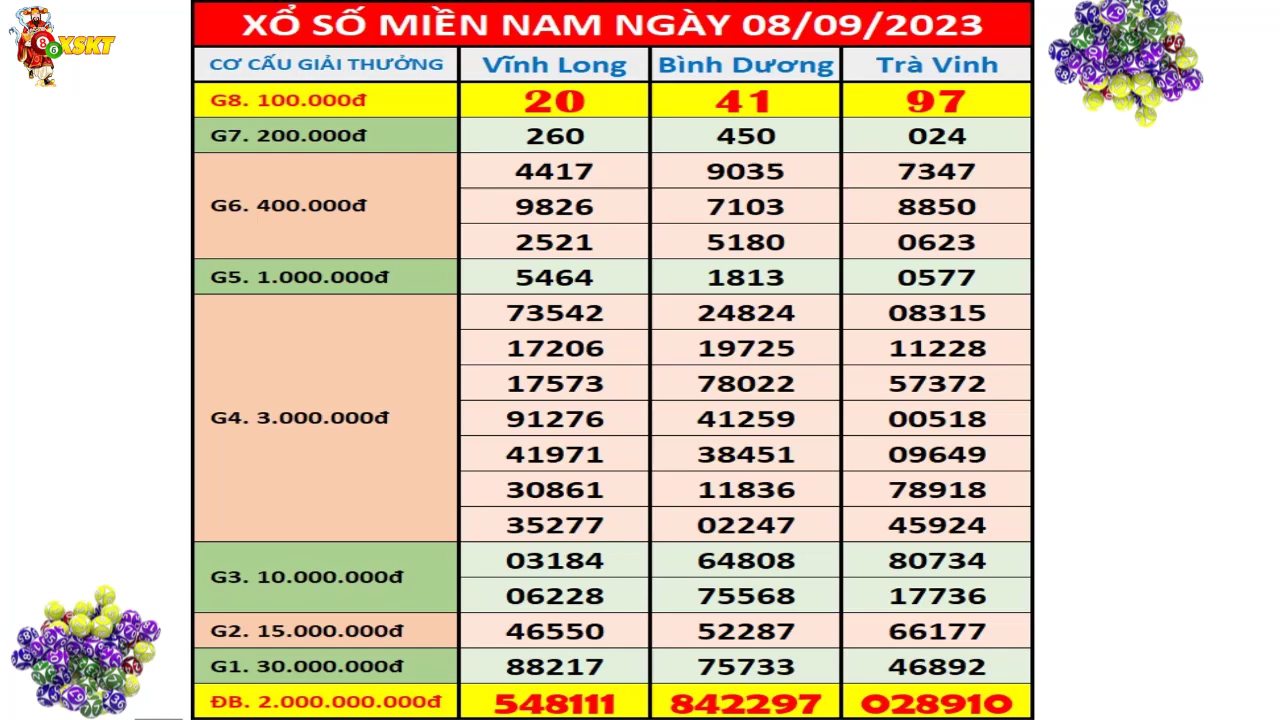 XSKT
XỔ SỐ MIỀN NAM NGÀY 08/09/2023
CƠ CẤU GIẢI THƯỞNG Vĩnh Long Bình Dương Trà Vinh
G8. 100.000đ 20 41 97
G7. 200.000đ 260 450 024
4417 9035 7347
G6. 400.000đ 9826 7103 8850
2521 5180 0623
G5. 1.000.000đ 5464 1813 0577
73542 24824 08315
17206 19725 11228
17573 78022 57372
G4. 3.000.000đ 91276 41259 00518
41971 38451 09649
30861 11836 78918
35277 02247 45924
G3. 10.000.000đ 03184 64808 80734
06228 75568 17736
G2. 15.000.000đ 46550 52287 66177
G1. 30.000.000đ 88217 75733 46892
ĐB. 2.000.000.000đ 548111 842297 028910